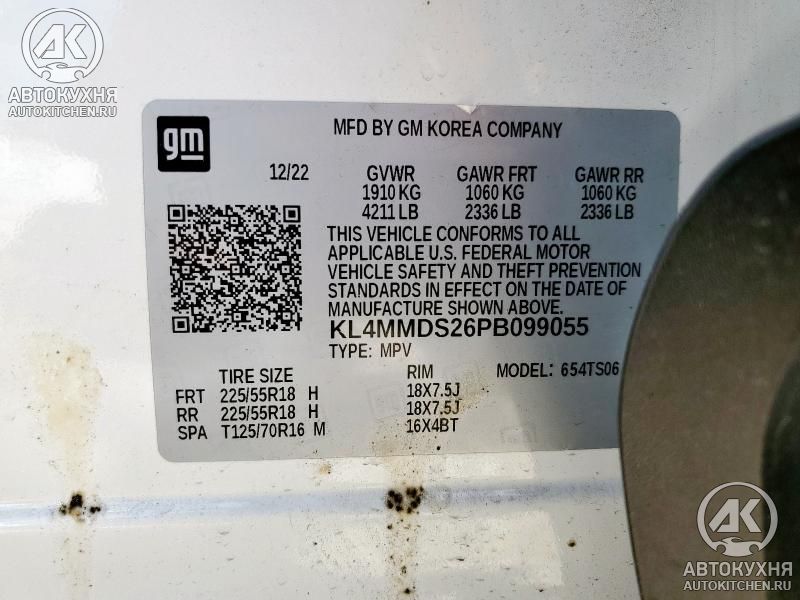 АК
АВТОКУХНЯ
AUTOKITCHEN.RU
gm
MFD BY GM KOREA COMPANY
12/22 GVWR GAWR FRT GAWR RR
1910 KG 1060 KG 1060 KG
4211 LB 2336 LB 2336 LB
THIS VEHICLE CONFORMS TO ALL
APPLICABLE U.S. FEDERAL MOTOR
VEHICLE SAFETY AND THEFT PREVENTION
STANDARDS IN EFFECT ON THE DATE OF
MANUFACTURE SHOWN ABOVE.
KL4MMDS26PB099055
TYPE: MPV
TIRE SIZE RIM MODEL: 654TS06
FRT 225/55R18 H 18X7.5J
RR 225/55R18 H 18X7.5J
SPA T125/70R16 M 16X4BT
АК
АВТОКУХНЯ
AUTOKITCHEN.RU